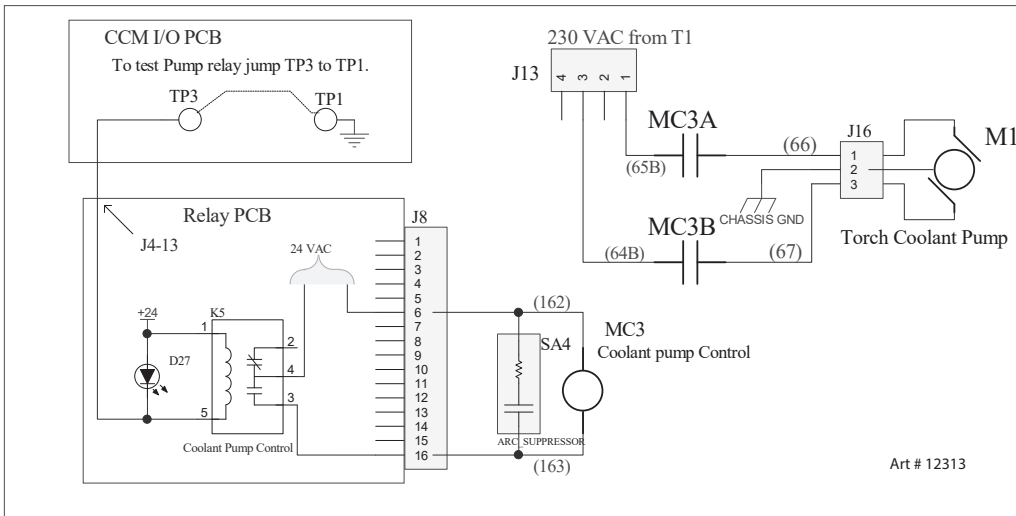 CCM I/O PCB
To test Pump relay jump TP3 to TP1.
TP3
TP1
230 VAC from T1
J13
4
3
2
1
MC3A
(66)
(65B)
J16
1
2
3
M1
CHASSIS GND
MC3B
(64B)
(67)
Torch Coolant Pump
Relay PCB
J4-13
J8
24 VAC
1
2
3
4
5
6
7
8
9
10
11
12
13
14
15
16
+24
K5
1
2
D27
4
3
5
Coolant Pump Control
(162)
SA4
MC3
Coolant pump Control
ARC_SUPPRESSOR
(163)
Art # 12313